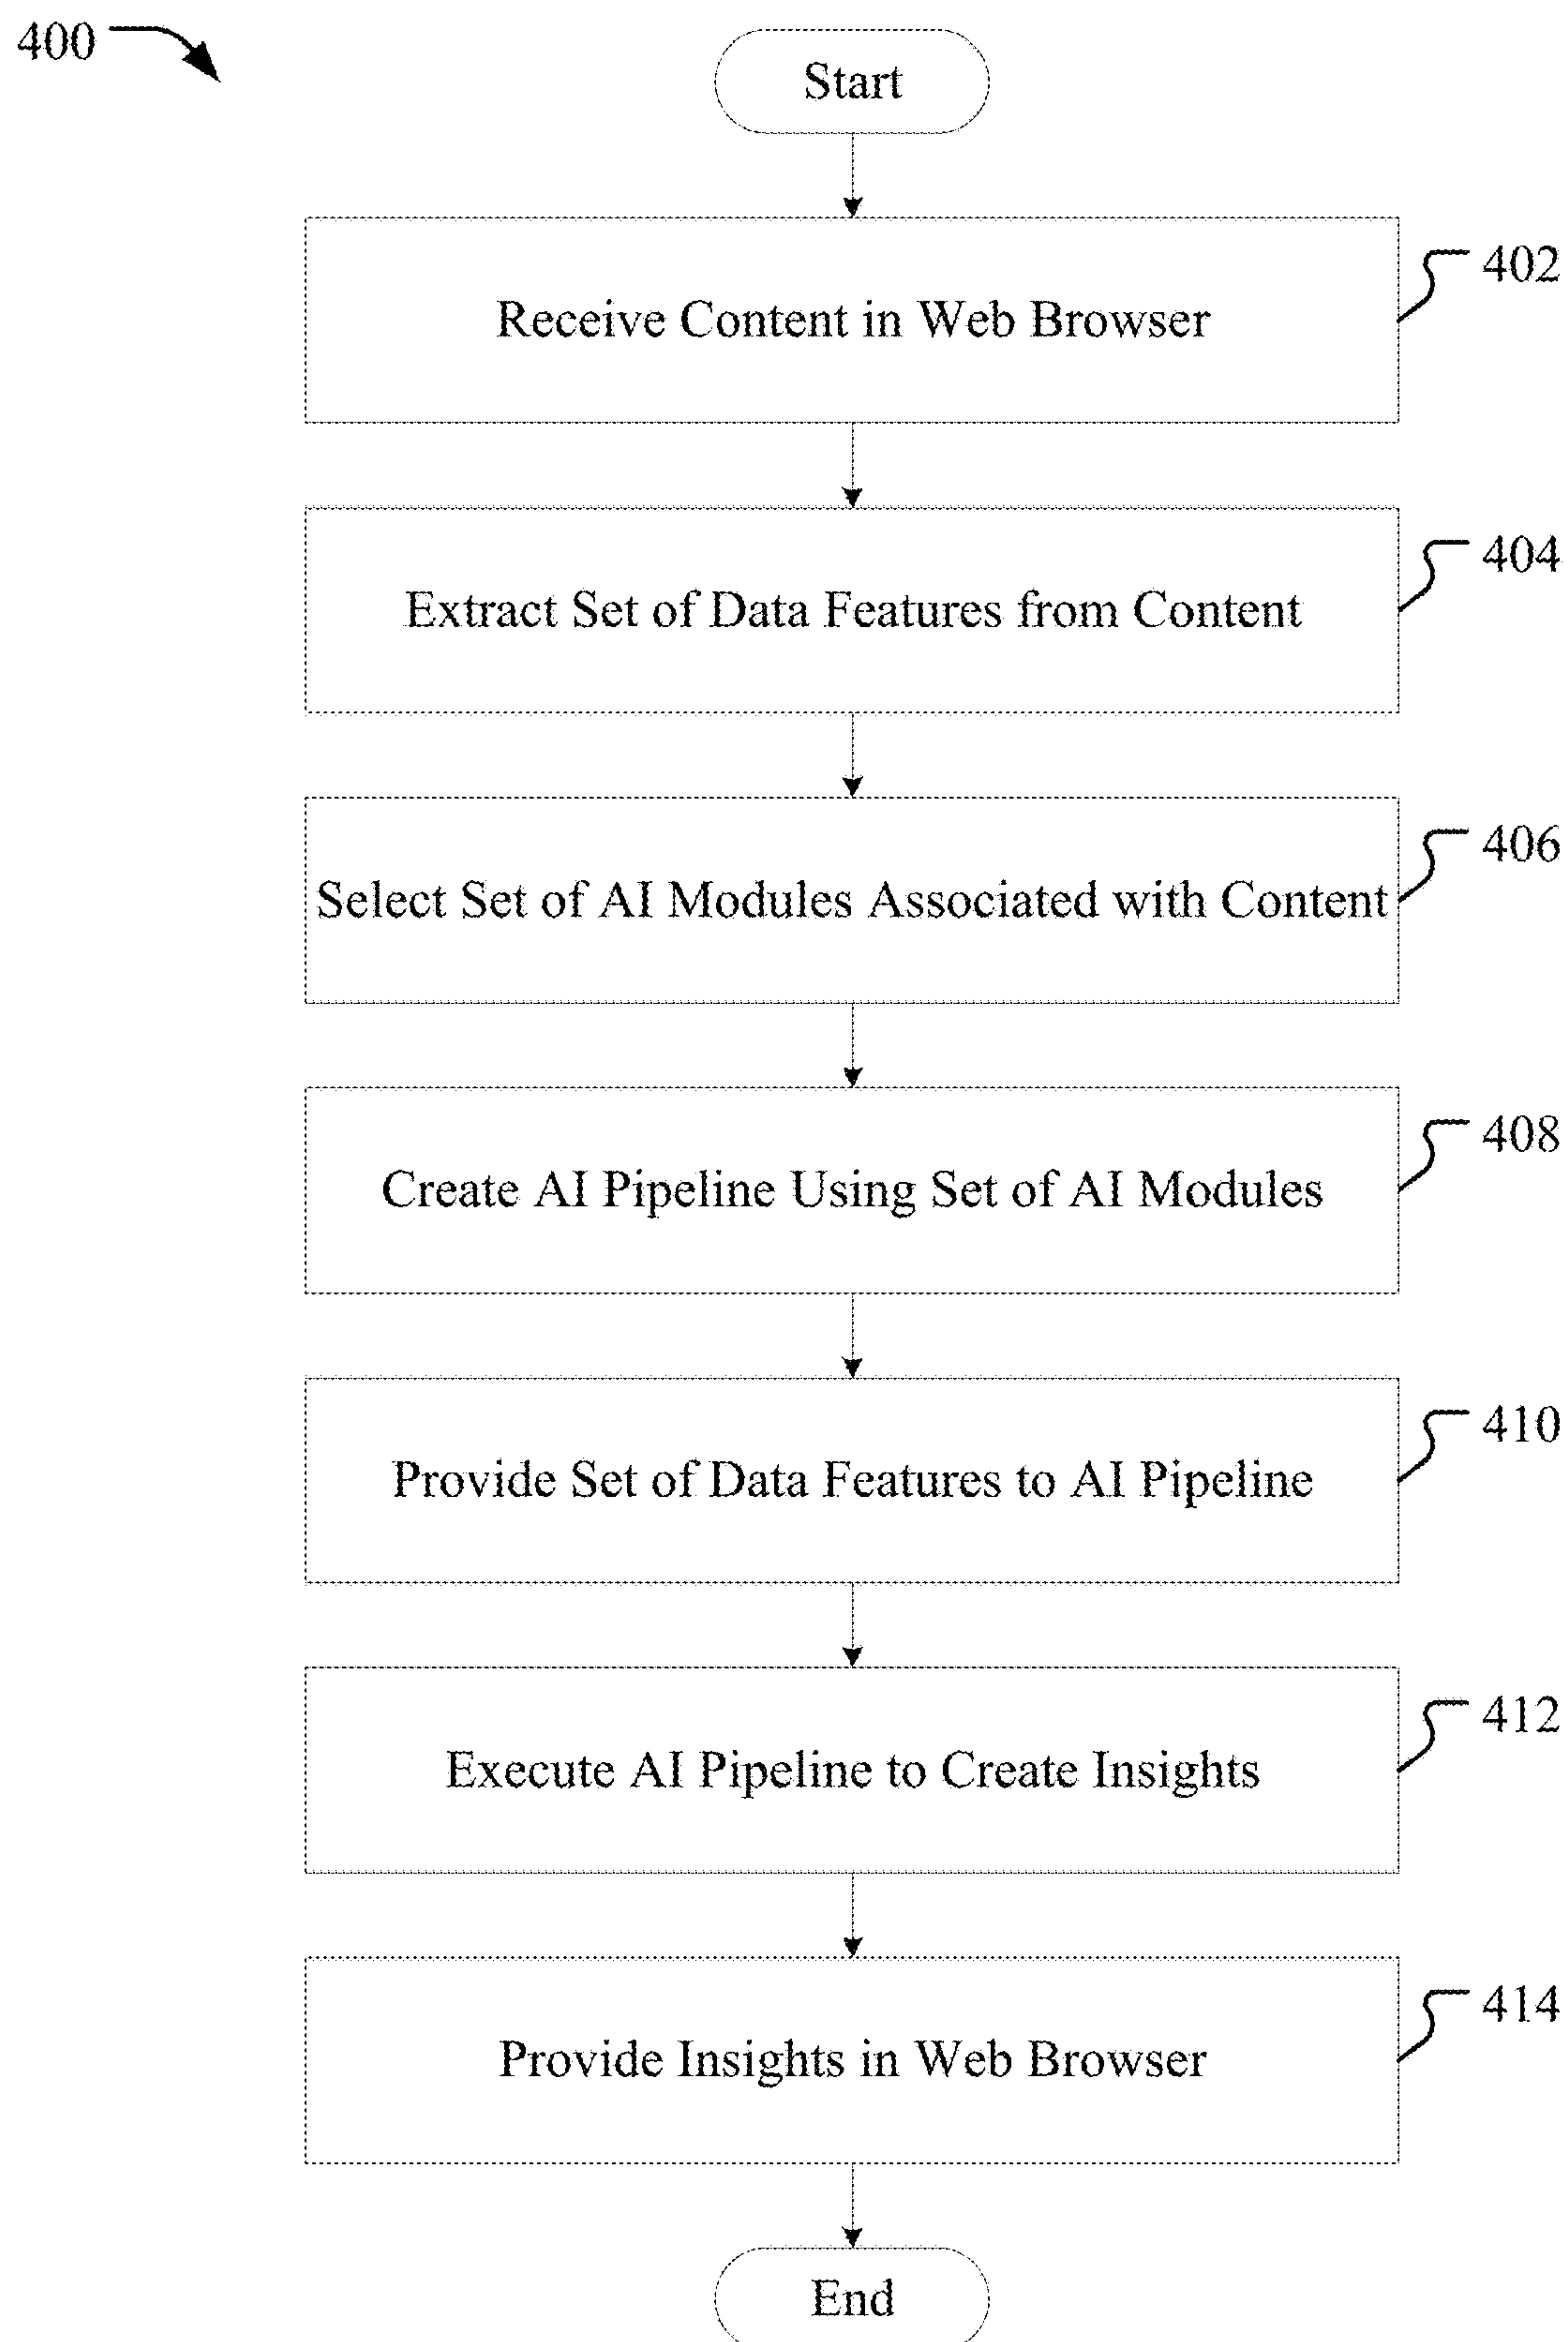 400
Start
Receive Content in Web Browser
402
Extract Set of Data Features from Content
404
Select Set of AI Modules Associated with Content
406
Create AI Pipeline Using Set of AI Modules
408
Provide Set of Data Features to AI Pipeline
410
Execute AI Pipeline to Create Insights
412
Provide Insights in Web Browser
414
End